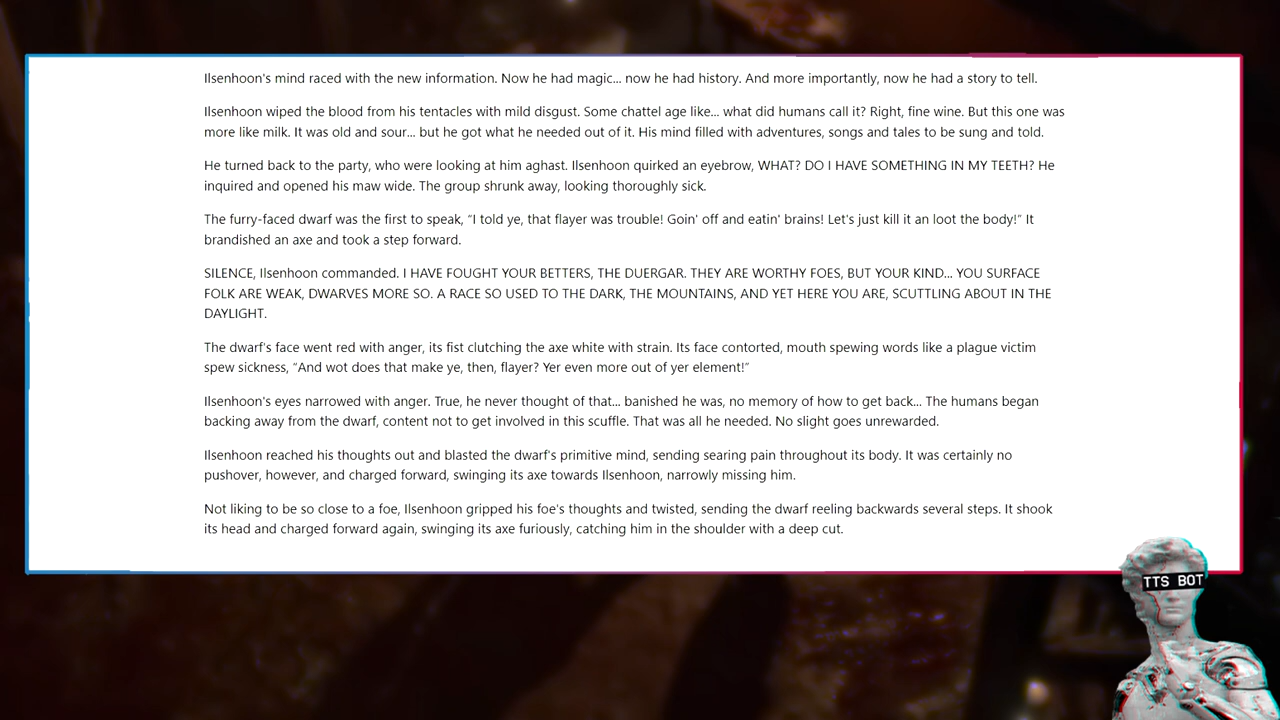 Ilsenhoon's mind raced with the new information. Now he had magic... now he had history. And more importantly, now he had a story to tell.
Ilsenhoon wiped the blood from his tentacles with mild disgust. Some chattel age like... what did humans call it? Right, fine wine. But this one was
more like milk. It was old and sour... but he got what he needed out of it. His mind filled with adventures, songs and tales to be sung and told.
He turned back to the party, who were looking at him aghast. Ilsenhoon quirked an eyebrow, WHAT? DO I HAVE SOMETHING IN MY TEETH? He
inquired and opened his maw wide. The group shrunk away, looking thoroughly sick.
The furry-faced dwarf was the first to speak, “I told ye, that flayer was trouble! Goin' off and eatin' brains! Let's just kill it an loot the body!” It
brandished an axe and took a step forward.
SILENCE, Ilsenhoon commanded. I HAVE FOUGHT YOUR BETTERS, THE DUERGAR. THEY ARE WORTHY FOES, BUT YOUR KIND... YOU SURFACE
FOLK ARE WEAK, DWARVES MORE SO. A RACE SO USED TO THE DARK, THE MOUNTAINS, AND YET HERE YOU ARE, SCUTTLING ABOUT IN THE
DAYLIGHT.
The dwarf's face went red with anger, its fist clutching the axe white with strain. Its face contorted, mouth spewing words like a plague victim
spew sickness, “And wot does that make ye, then, flayer? Yer even more out of yer element!”
Ilsenhoon's eyes narrowed with anger. True, he never thought of that... banished he was, no memory of how to get back... The humans began
backing away from the dwarf, content not to get involved in this scuffle. That was all he needed. No slight goes unrewarded.
Ilsenhoon reached his thoughts out and blasted the dwarf's primitive mind, sending searing pain throughout its body. It was certainly no
pushover, however, and charged forward, swinging its axe towards Ilsenhoon, narrowly missing him.
Not liking to be so close to a foe, Ilsenhoon gripped his foe's thoughts and twisted, sending the dwarf reeling backwards several steps. It shook
its head and charged forward again, swinging its axe furiously, catching him in the shoulder with a deep cut.
TTS BOT